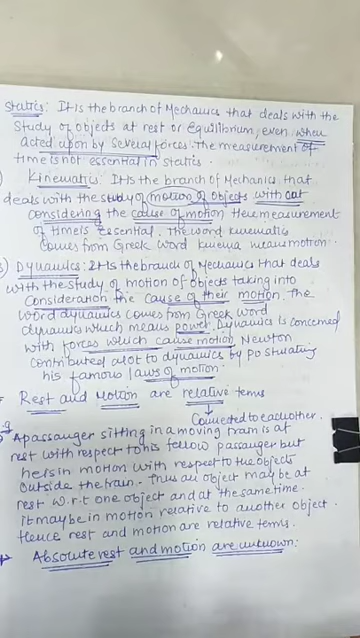 Statics: It is the branch of Mechanics that deals with the
study of objects at rest or Equilibrium, even when
acted upon by several forces. The measurement of
time is not essential in statics.
) Kinematics: It is the branch of Mechanics that
deals with the study of motion of objects with out
considering the cause of motion Here measurement
of time is Essential. The word kinematics
comes from Greek word kinema means motion.
3) Dynamics: It is the branch of Mechanics that deals
with the study of motion of objects taking into
Consideration the cause of their motion. The
word dynamics comes from Greek word
dynamis which means power. Dynamics is concerned
with forces which cause motion. Newton
contributed alot to dynamics by postulating
his famous laws of motion.
Rest and Motion are relative terms
Connected to each other.
A passanger sitting in a moving train is at
rest with respect to his fellow passanger but
he is in motion with respect to the objects
outside the train. Thus an object may be at
rest w.r.t one object and at the same time.
it may be in motion relative to another object.
Hence rest and motion are relative terms.
Absolute rest and motion are unknown: